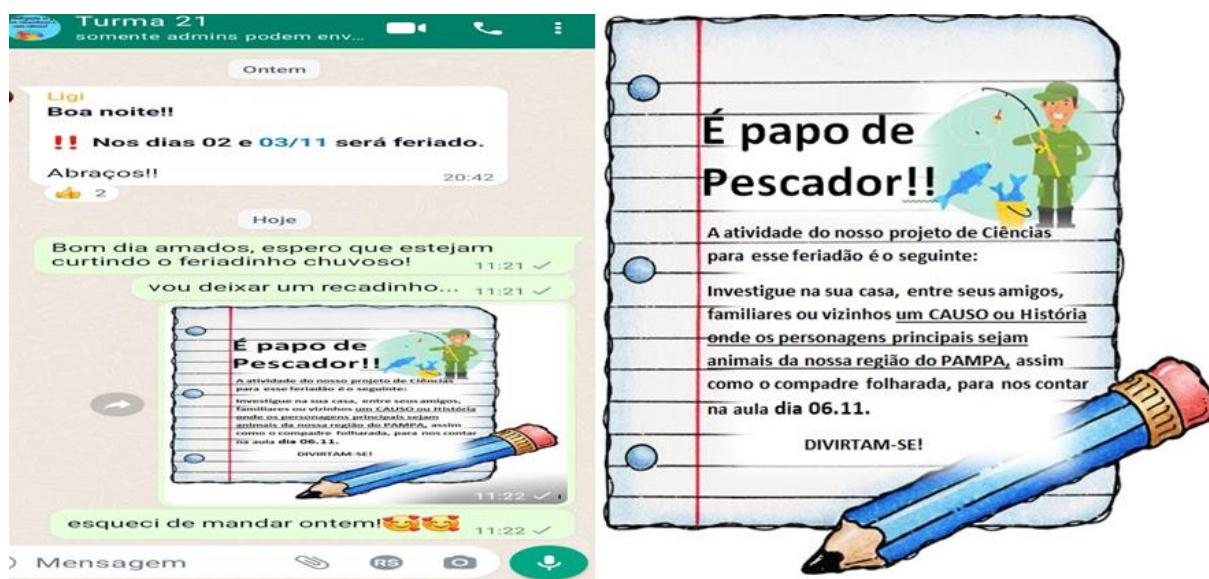 Turma 21
somente admins podem env...
Ontem
Ligi
Boa noite!!
‼️ Nos dias 02 e 03/11 será feriado.
Abraços!!
20:42
👍 2
Hoje
Bom dia amados, espero que estejam
curtindo o feriadinho chuvoso!
11:21
vou deixar um recadinho... 11:21
É papo de
Pescador!!
A atividade do nosso projeto de Ciências
para esse feriadão é o seguinte:
Investigue na sua casa, entre seus amigos,
familiares ou vizinhos um CAUSO ou História
onde os personagens principais sejam
animais da nossa região do PAMPA, assim
como o compadre folharada, para nos contar
na aula dia 06.11.
DIVIRTAM-SE!
11:22
esqueci de mandar ontem!🥰🥰 11:22
Mensagem
RS
É papo de
Pescador!!
A atividade do nosso projeto de Ciências
para esse feriadão é o seguinte:
Investigue na sua casa, entre seus amigos,
familiares ou vizinhos um CAUSO ou História
onde os personagens principais sejam
animais da nossa região do PAMPA, assim
como o compadre folharada, para nos contar
na aula dia 06.11.
DIVIRTAM-SE!